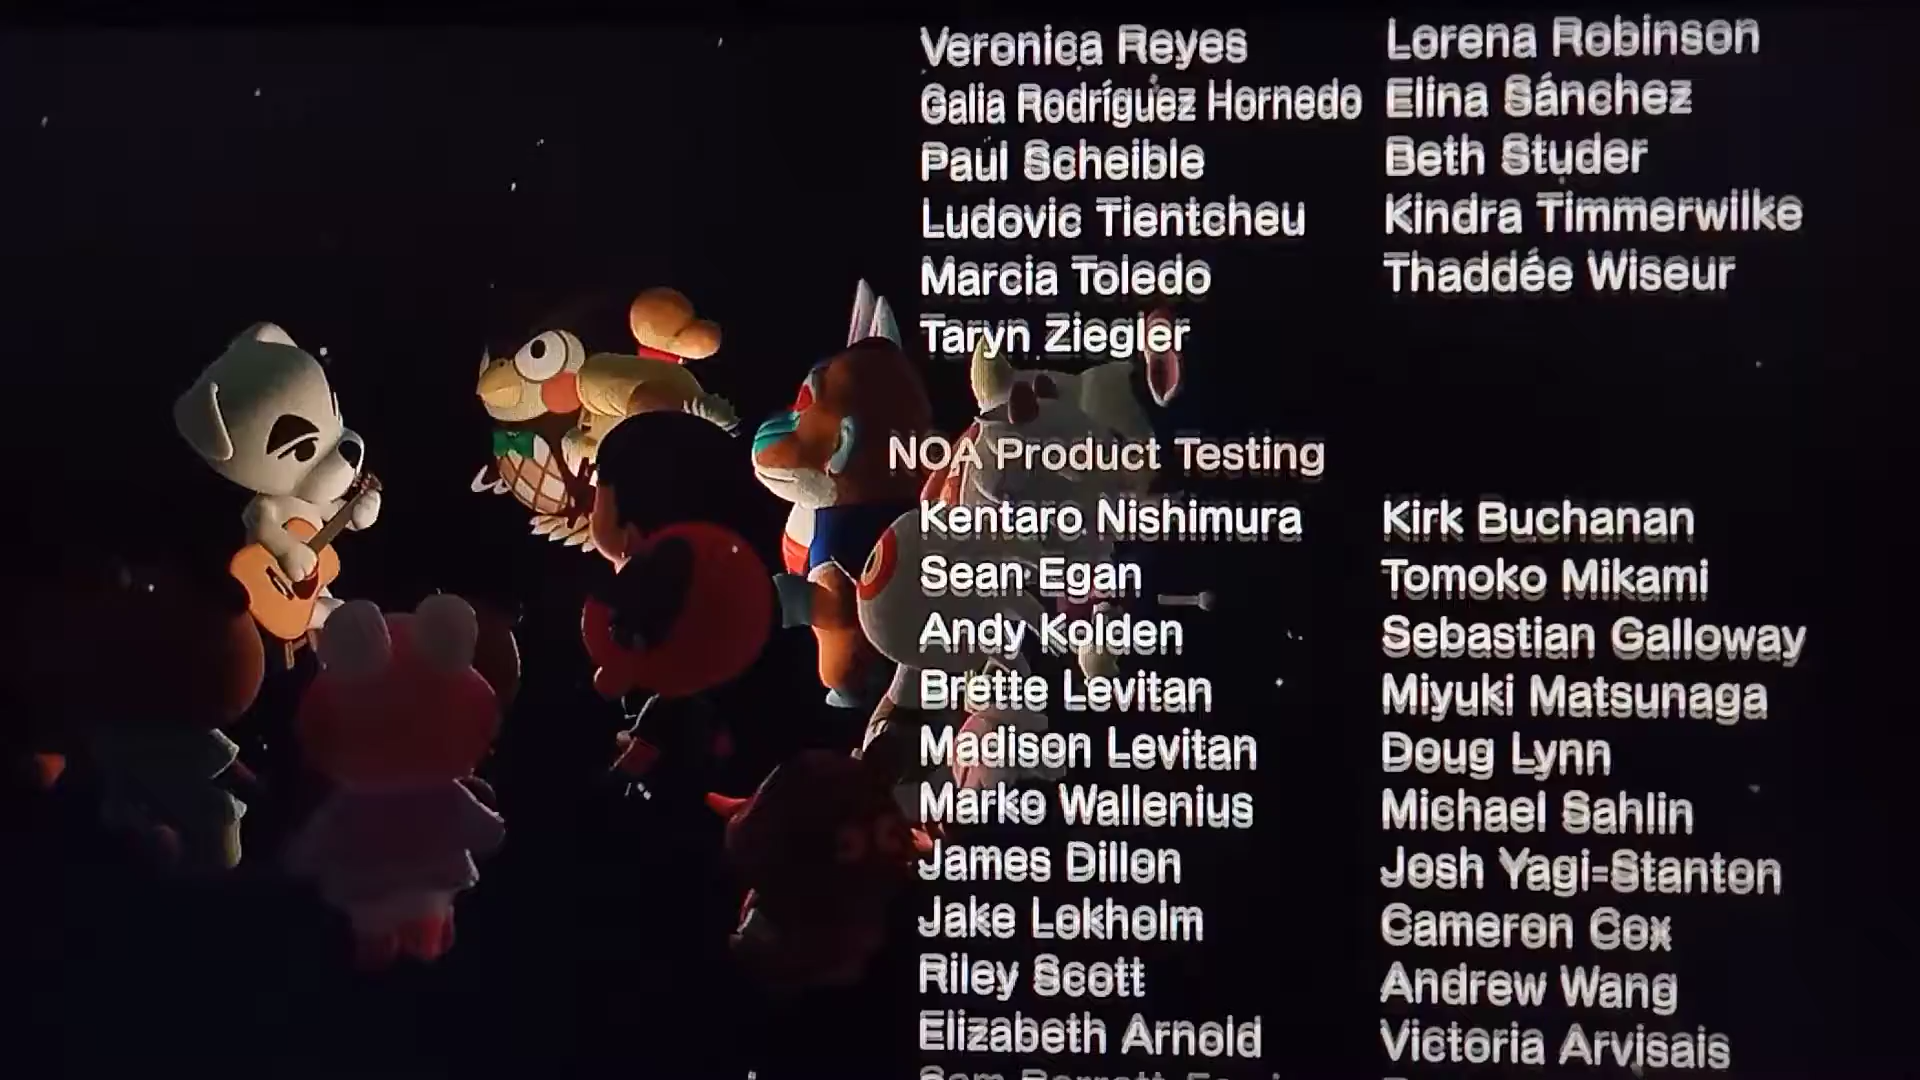 Veronica Reyes Lorena Robinson
Galia Rodríguez Hornedo Elina Sánchez
Paul Scheible Beth Studer
Ludovic Tientcheu Kindra Timmerwilke
Marcia Toledo Thaddée Wiseur
Taryn Ziegler
NOA Product Testing
Kentaro Nishimura Kirk Buchanan
Sean Egan Tomoko Mikami
Andy Kolden Sebastian Galloway
Brette Levitan Miyuki Matsunaga
Madison Levitan Doug Lynn
Marko Wallenius Michael Sahlin
James Dillon Josh Yagi-Stanton
Jake Lokholm Cameron Cox
Riley Scott Andrew Wang
Elizabeth Arnold Victoria Arvisais